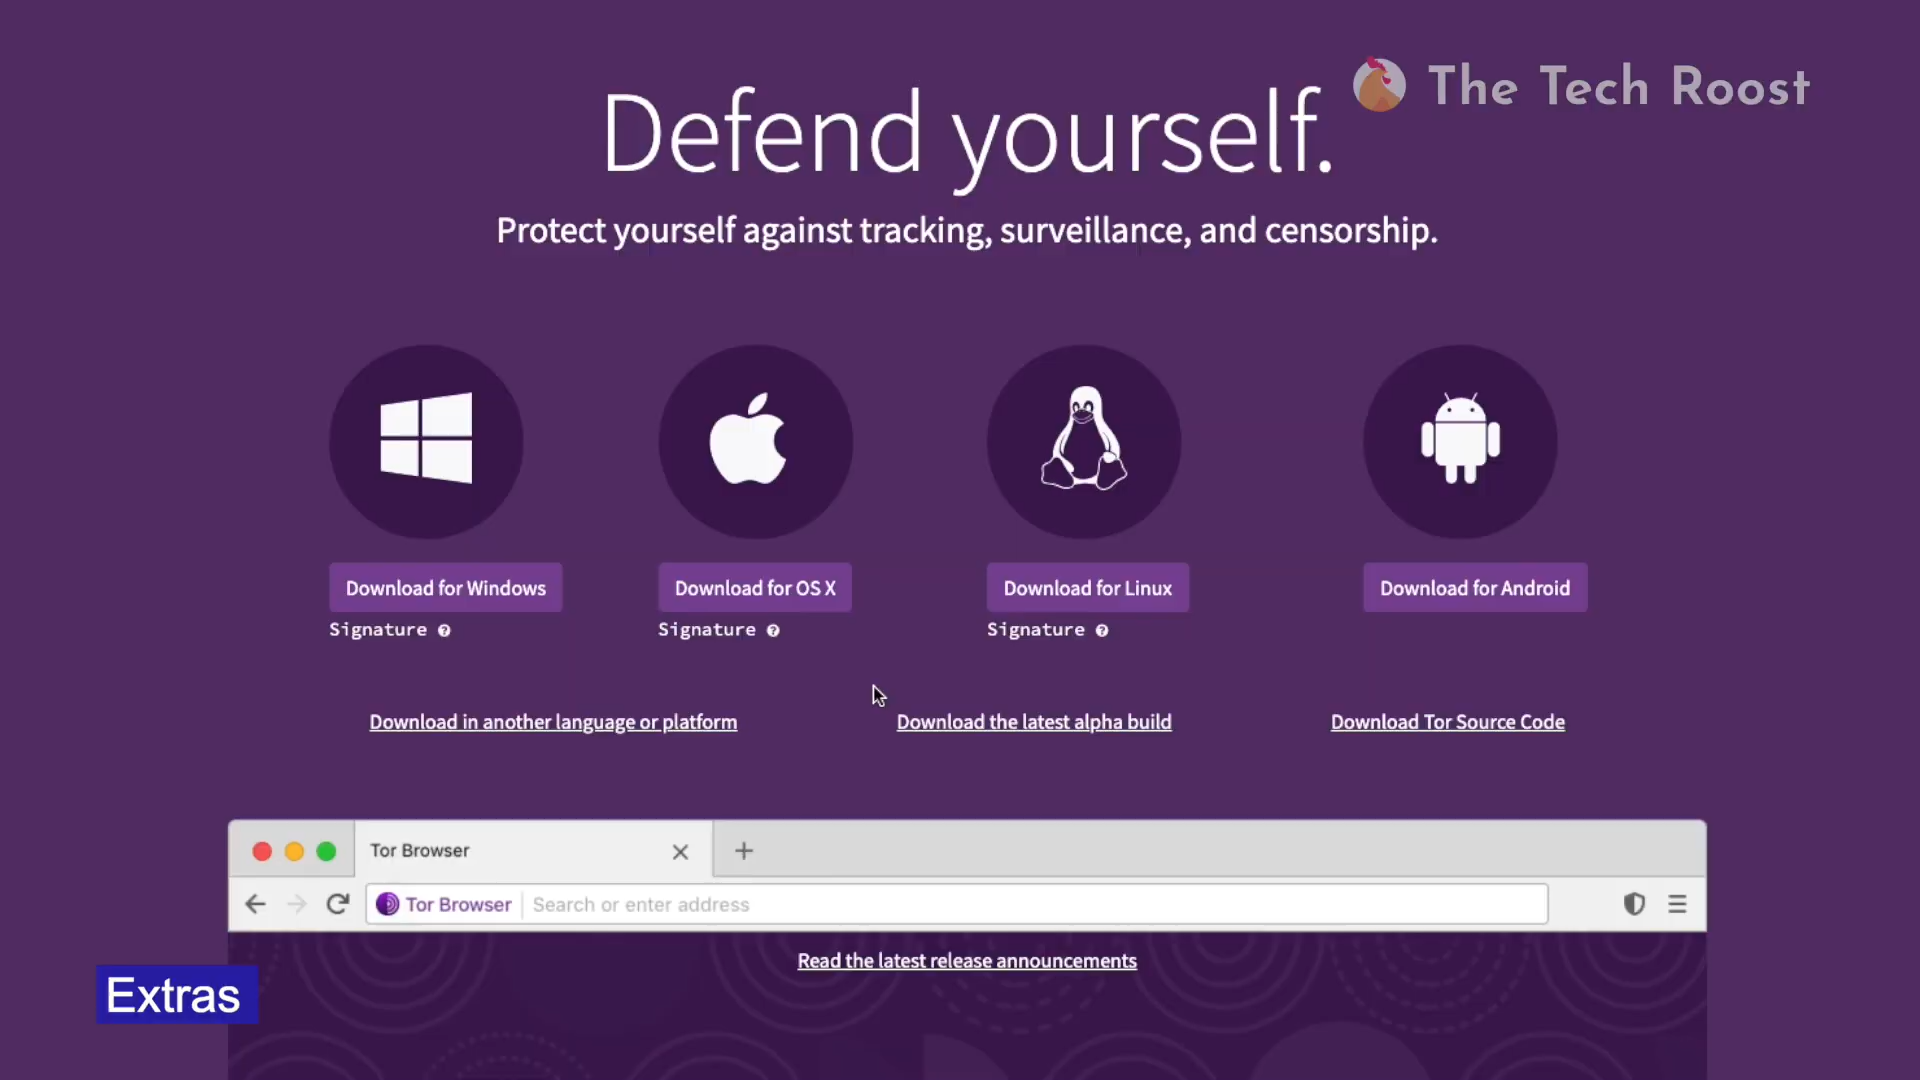 The Tech Roost
Defend yourself.
Protect yourself against tracking, surveillance, and censorship.
Download for Windows
Download for OS X
Download for Linux
Download for Android
Signature
Signature
Signature
Download in another language or platform
Download the latest alpha build
Download Tor Source Code
Tor Browser
Tor Browser
Search or enter address
Read the latest release announcements
Extras